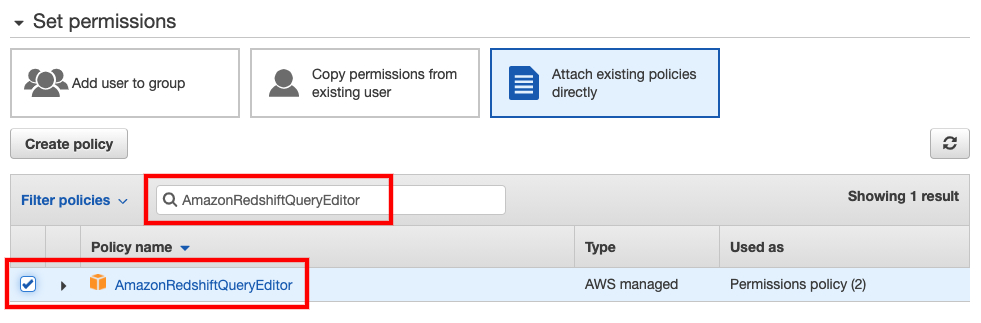 Set permissions
Add user to group
Copy permissions from
existing user
Attach existing policies
directly
Create policy
Filter policies
AmazonRedshiftQueryEditor
Showing 1 result
Policy name
Type
Used as
AmazonRedshiftQueryEditor
AWS managed
Permissions policy (2)